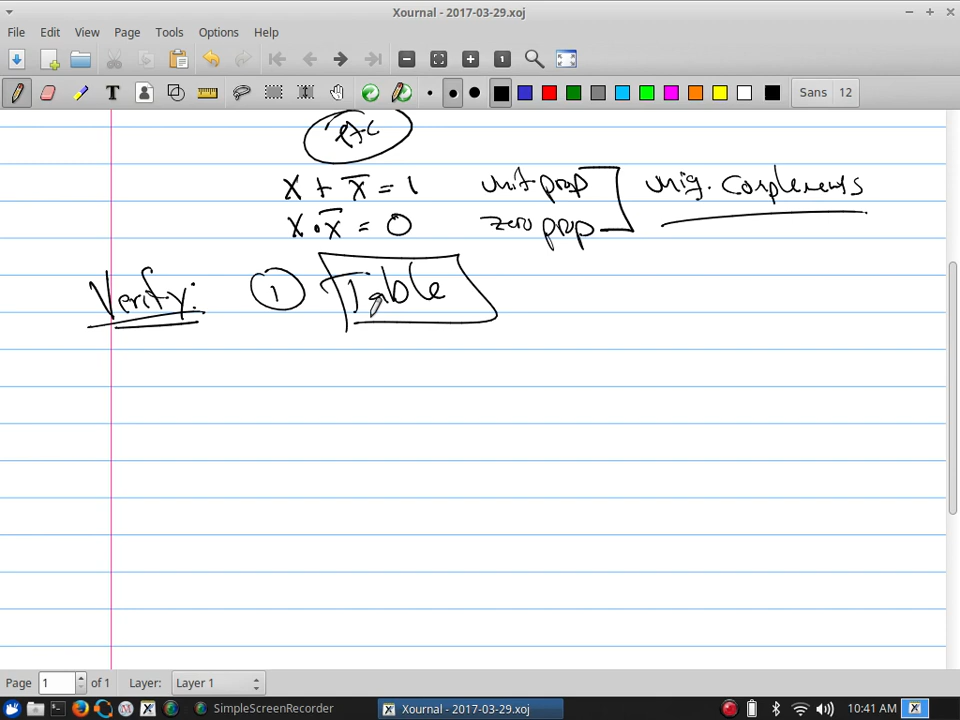 Xournal - 2017-03-29.xoj
File Edit View Page Tools Options Help
Sans 12
etc
x + x̅ = 1 unit prop uniq. complements
x · x̅ = 0 zero prop
Verify: ① Table
Page 1 of 1 Layer: Layer 1
SimpleScreenRecorder Xournal - 2017-03-29.xoj 10:41 AM